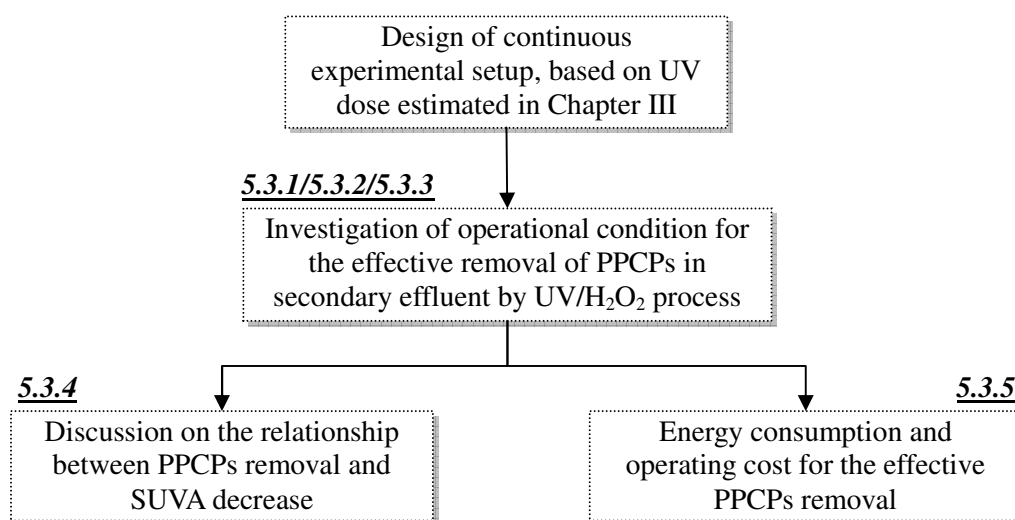 Design of continuous
experimental setup, based on UV
dose estimated in Chapter III
5.3.1/5.3.2/5.3.3
Investigation of operational condition for
the effective removal of PPCPs in
secondary effluent by UV/H₂O₂ process
5.3.4
Discussion on the relationship
between PPCPs removal and
SUVA decrease
5.3.5
Energy consumption and
operating cost for the effective
PPCPs removal